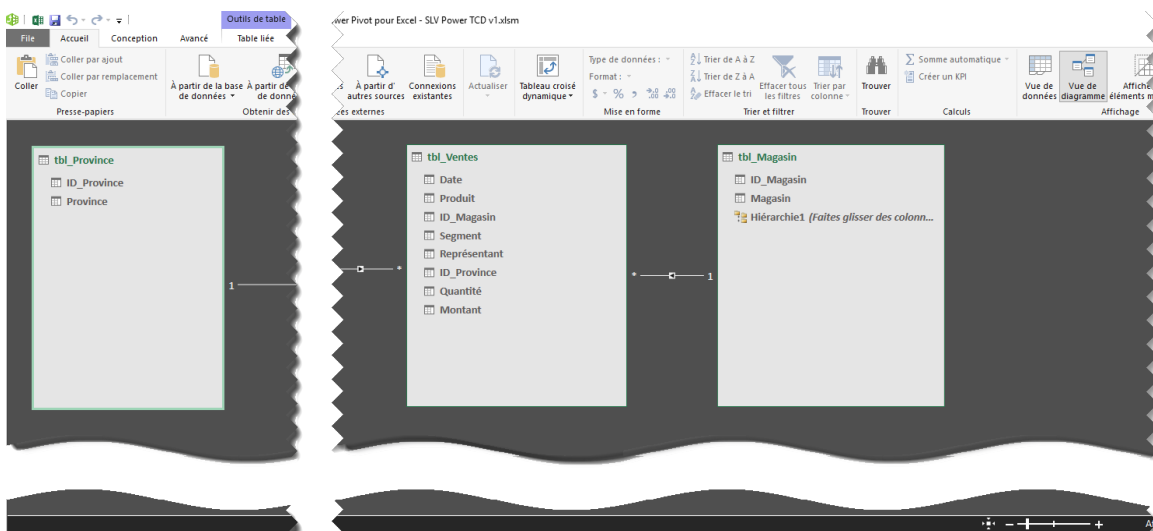 Outils de table
wer Pivot pour Excel - SLV Power TCD v1.xlsm
File Accueil Conception Avancé Table liée
Coller
Coller par ajout
Coller par remplacement
Copier
Presse-papiers
À partir de la base de données
À partir de
de donné
Obtenir des
À partir d' autres sources
Connexions existantes
es externes
Actualiser
Tableau croisé dynamique
Type de données :
Format :
$ % ,
Mise en forme
Trier de A à Z
Trier de Z à A
Effacer le tri
Effacer tous les filtres
Trier par colonne
Trier et filtrer
Trouver
Trouver
Somme automatique
Créer un KPI
Calculs
Vue de données
Vue de diagramme
Affiche
éléments m
Affichage
tbl_Province
ID_Province
Province
1
*
tbl_Ventes
Date
Produit
ID_Magasin
Segment
Représentant
ID_Province
Quantité
Montant
* 1
tbl_Magasin
ID_Magasin
Magasin
Hiérarchie1 (Faites glisser des colonn...